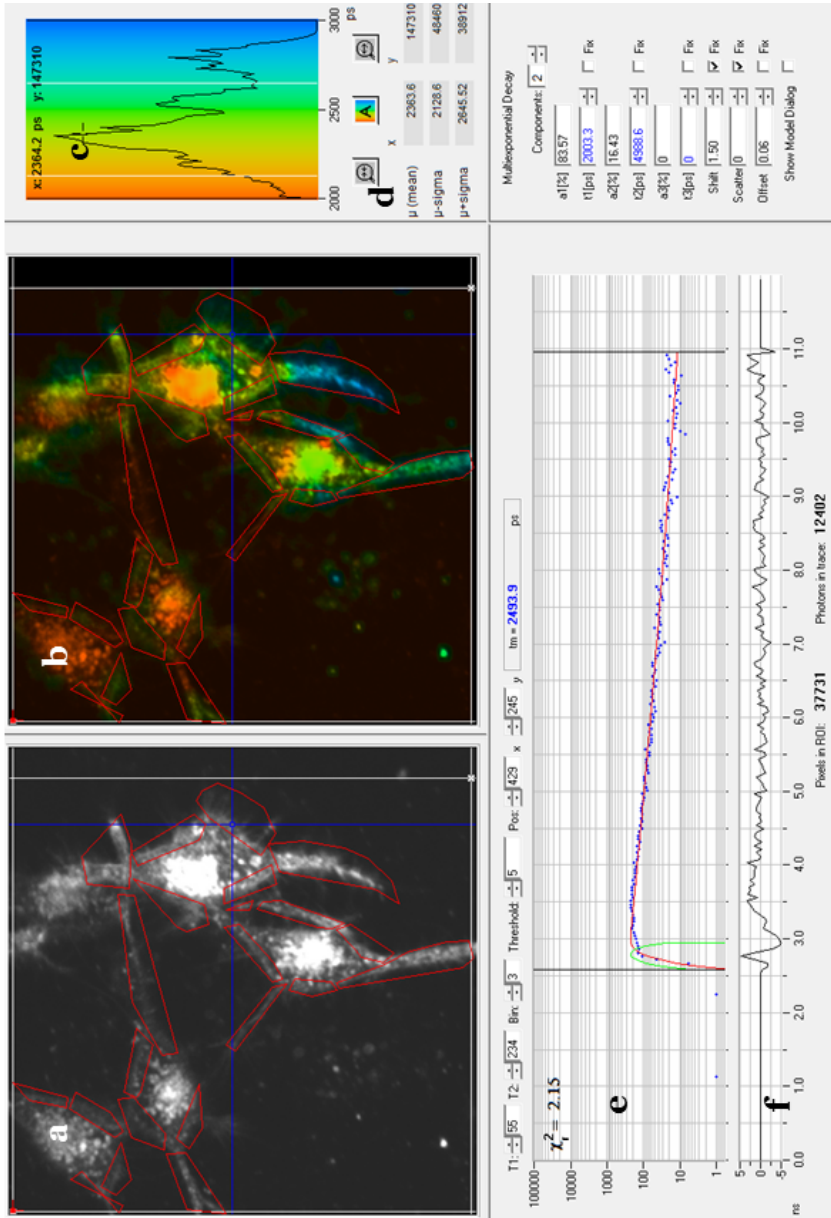 a
b
x: 2364.2 ps y: 147310
c
2000 2500 3000
ps
A
d
x y
μ (mean) 2363.6 147310
μ-sigma 2128.6 48460
μ+sigma 2645.52 38912
T1: 55 T2: 234 Bin: 3 Threshold: 5 Pos: 429 x 245 y tm = 2493.9 ps
χr² = 2.15
100000
10000
1000
100
10
1
e
5
0
-5
f
ns 0.0 1.0 2.0 3.0 4.0 5.0 6.0 7.0 8.0 9.0 10.0 11.0
Pixels in ROI: 37731 Photons in trace: 12402
Multiexponential Decay
Components: 2
a1[%] 83.57
t1[ps] 2003.3 Fix
a2[%] 16.43
t2[ps] 4988.6 Fix
a3[%] 0
t3[ps] 0 Fix
Shift 1.50 Fix
Scatter 0 Fix
Offset 0.06 Fix
Show Model Dialog